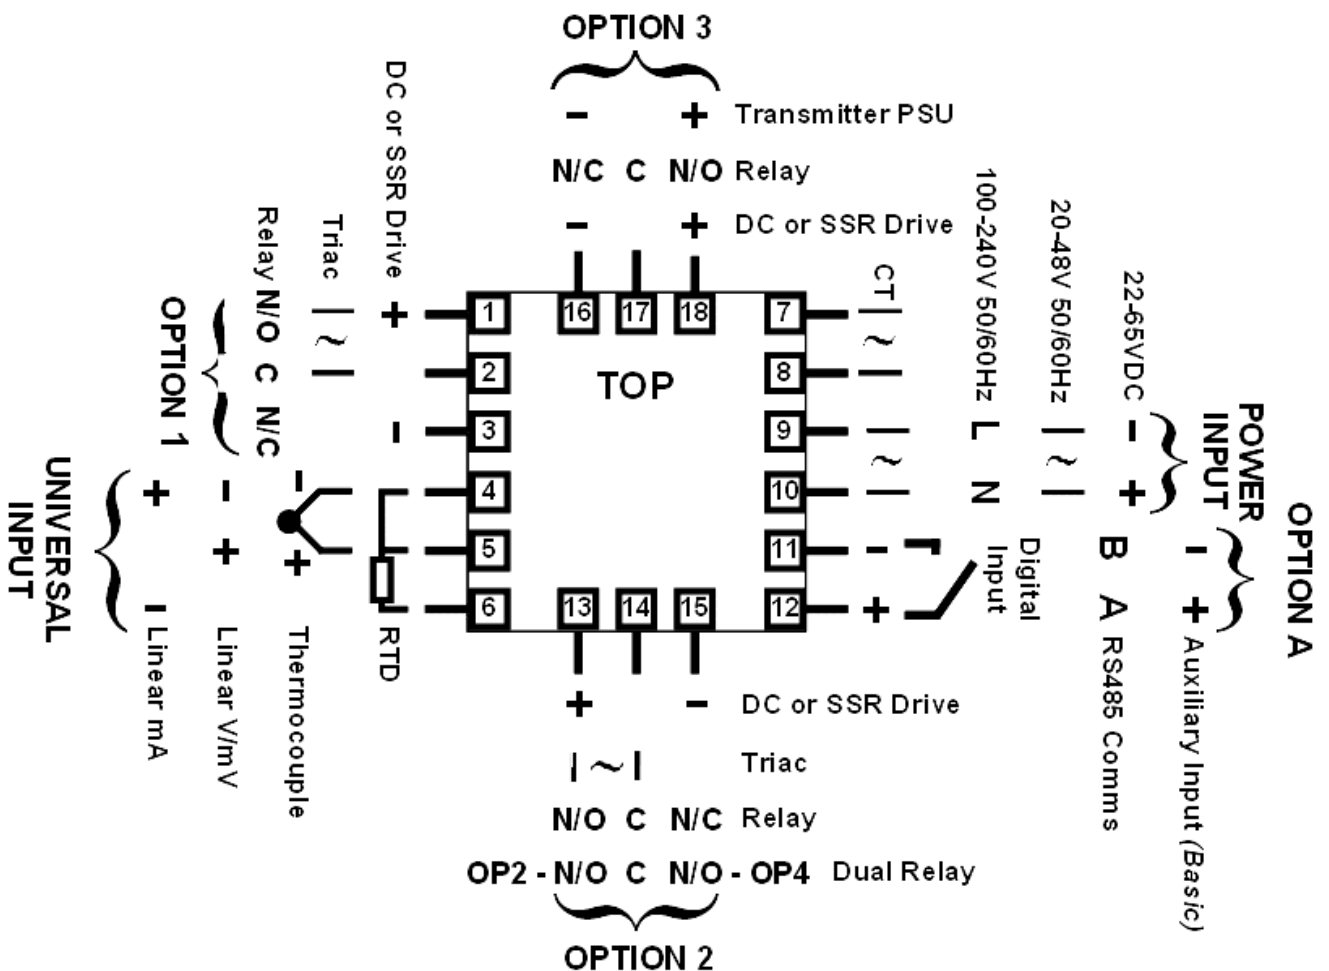 OPTION 3
- + Transmitter PSU
N/C C N/O Relay
- + DC or SSR Drive
DC or SSR Drive
+ -
Triac
~
Relay N/O C N/C
OPTION 1
1
2
3
4
5
6
16 17 18
TOP
13 14 15
7
8
9
10
11
12
CT
~
~
100-240V 50/60Hz L N
20-48V 50/60Hz
~
22-65VDC - +
POWER
INPUT
OPTION A
- +
Digital
Input
B A RS485 Comms
- + Auxiliary Input (Basic)
UNIVERSAL
INPUT
+ - Linear mA
- + Linear V/mV
- + Thermocouple
RTD
+ - DC or SSR Drive
~ Triac
N/O C N/C Relay
OP2 - N/O C N/O - OP4 Dual Relay
OPTION 2